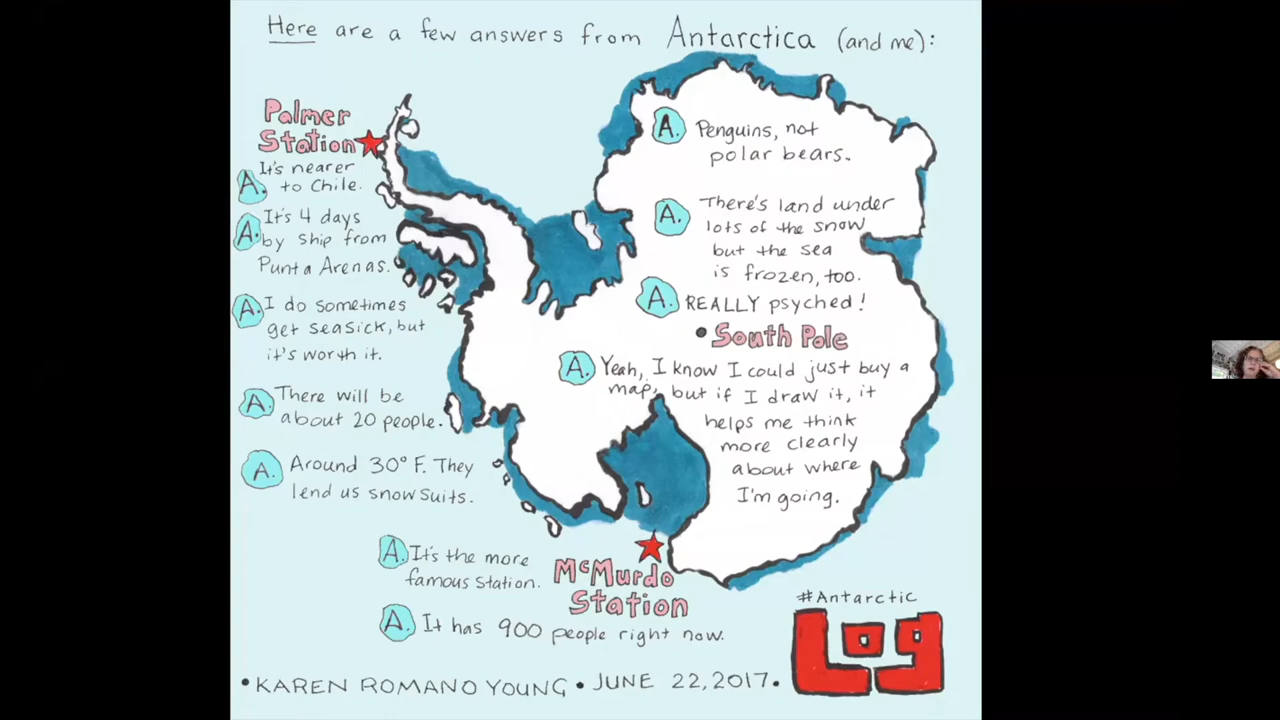 Here are a few answers from Antarctica (and me):
Palmer
Station
A. It's nearer
to Chile.
A. It's 4 days
by ship from
Punta Arenas.
A. I do sometimes
get seasick, but
it's worth it.
A. There will be
about 20 people.
A. Around 30° F. They
lend us snowsuits.
A. Penguins, not
polar bears.
A. There's land under
lots of the snow
but the sea
is frozen, too.
A. REALLY psyched!
• South Pole
A. Yeah, I know I could just buy a
map, but if I draw it, it
helps me think
more clearly
about where
I'm going.
A. It's the more
famous station.
McMurdo
Station
A. It has 900 people right now.
#Antarctic
Log
• KAREN ROMANO YOUNG • JUNE 22, 2017 •